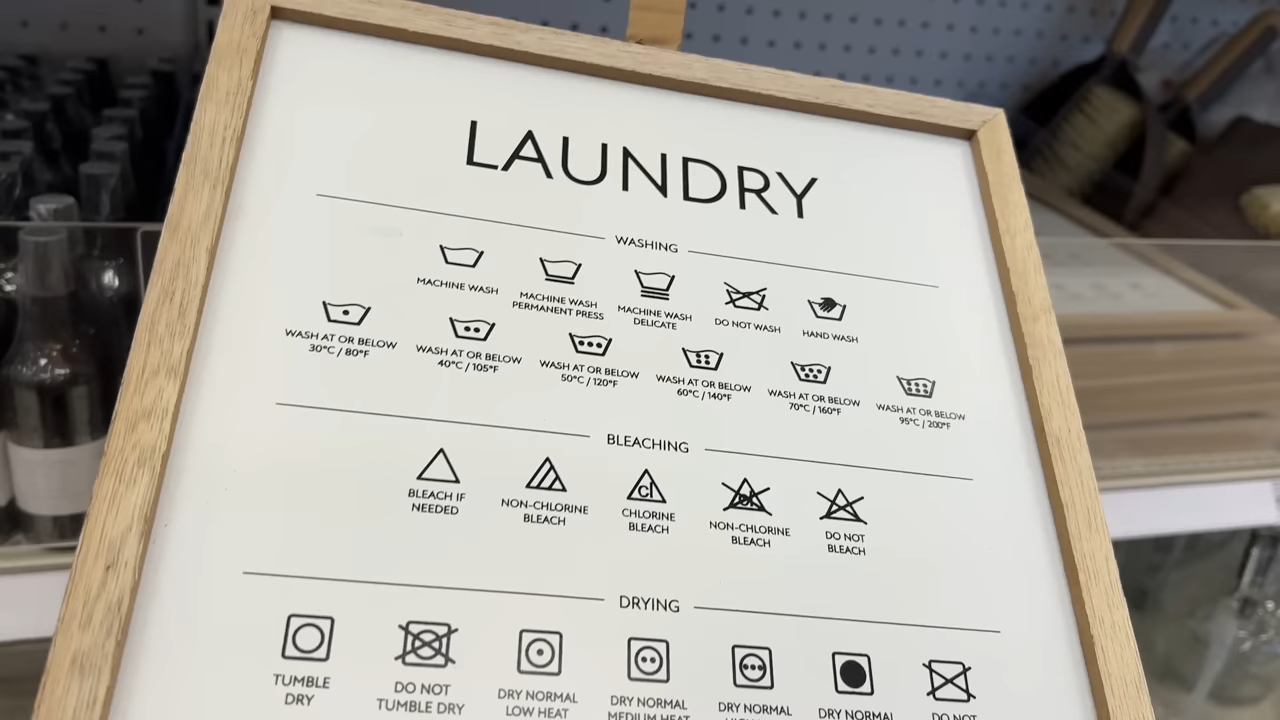 LAUNDRY
WASHING
MACHINE WASH
MACHINE WASH
PERMANENT PRESS
MACHINE WASH
DELICATE
DO NOT WASH
HAND WASH
WASH AT OR BELOW
30°C / 80°F
WASH AT OR BELOW
40°C / 105°F
WASH AT OR BELOW
50°C / 120°F
WASH AT OR BELOW
60°C / 140°F
WASH AT OR BELOW
70°C / 160°F
WASH AT OR BELOW
95°C / 200°F
BLEACHING
cl
BLEACH IF
NEEDED
NON-CHLORINE
BLEACH
CHLORINE
BLEACH
NON-CHLORINE
BLEACH
DO NOT
BLEACH
DRYING
TUMBLE
DRY
DO NOT
TUMBLE DRY
DRY NORMAL
LOW HEAT
DRY NORMAL
MEDIUM HEAT
DRY NORMAL
DRY NORMAL
DO NOT